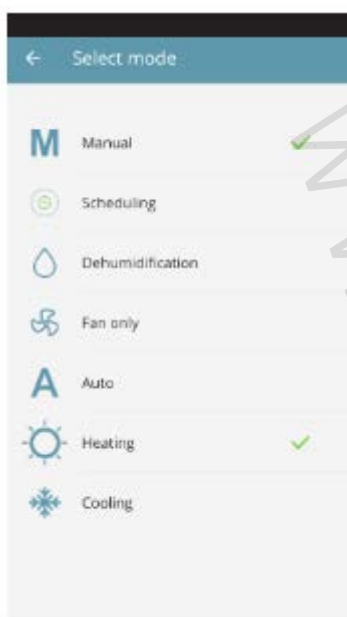 Select mode
M Manual
Scheduling
Dehumidification
Fan only
A Auto
Heating
Cooling